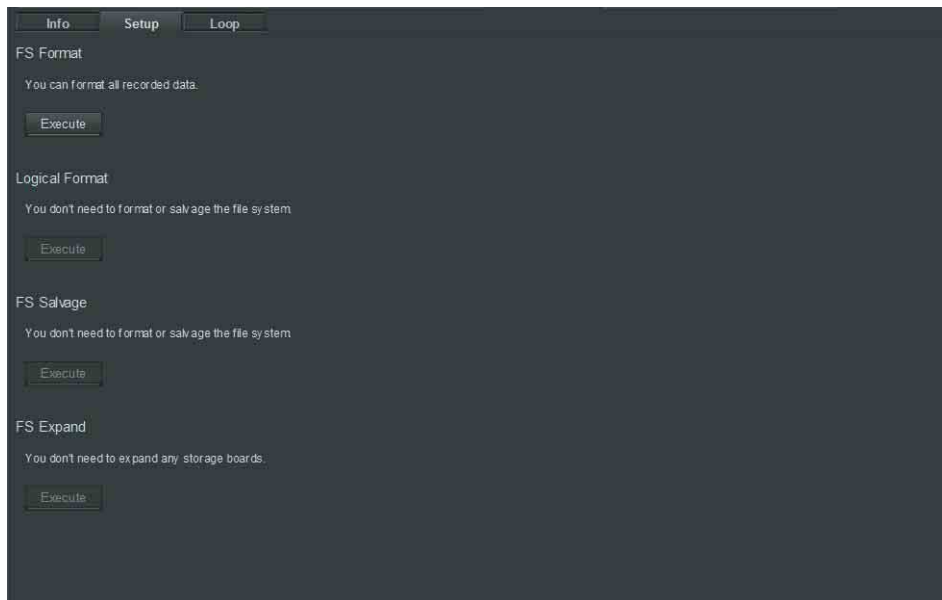 Info Setup Loop
FS Format
You can format all recorded data.
Execute
Logical Format
You don't need to format or salvage the file system.
Execute
FS Salvage
You don't need to format or salvage the file system.
Execute
FS Expand
You don't need to expand any storage boards.
Execute